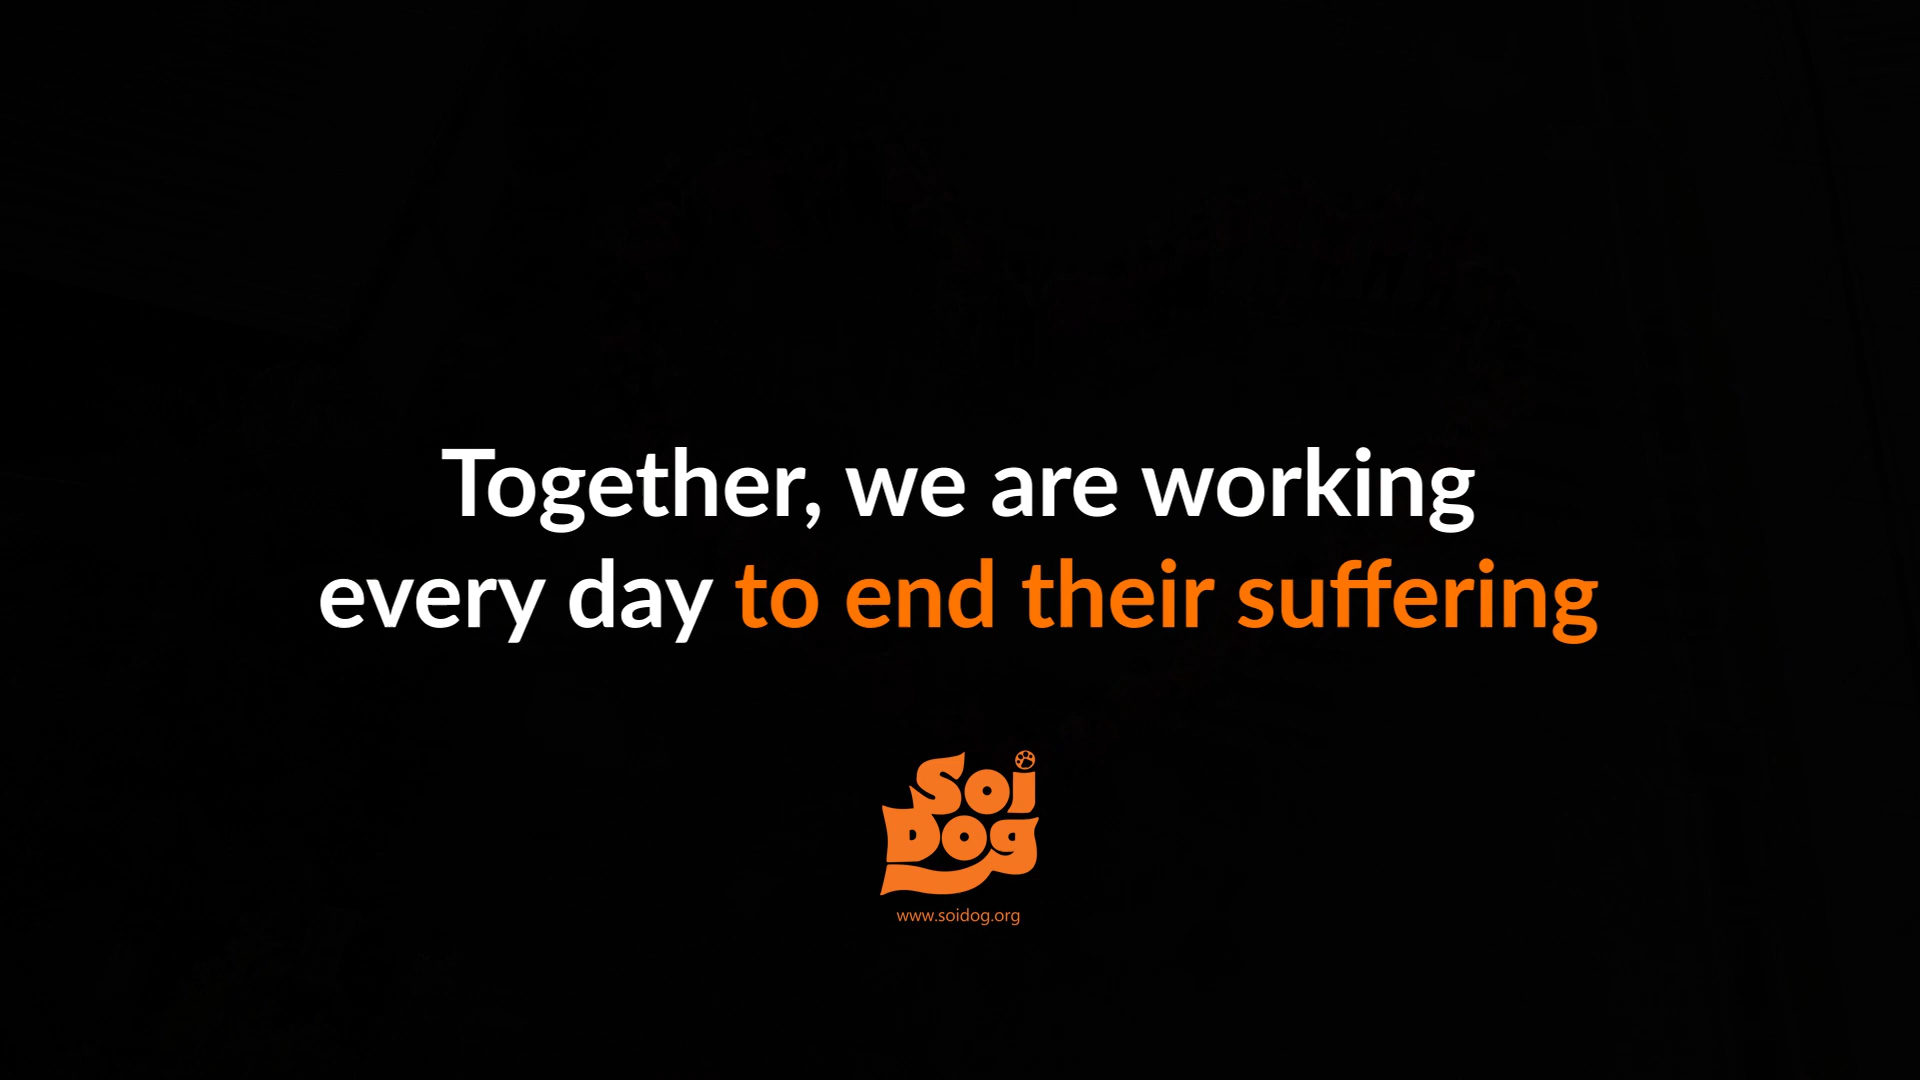 Together, we are working
every day to end their suffering
Soi
Dog
www.soidog.org